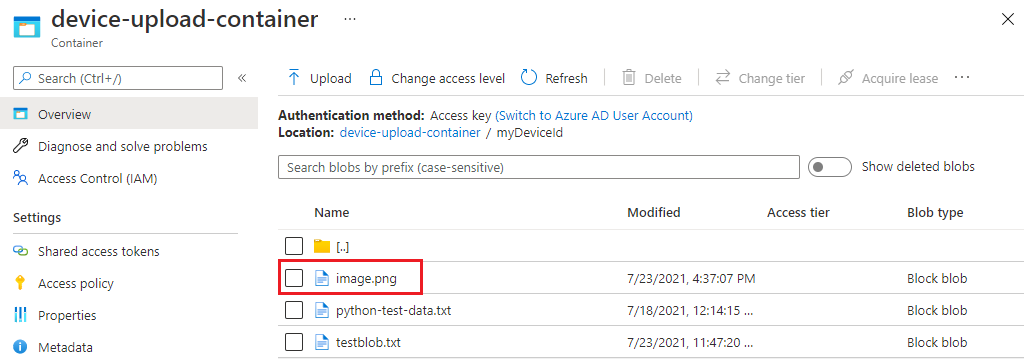 device-upload-container ...
Container
Search (Ctrl+/) «
Upload Change access level Refresh Delete Change tier Acquire lease ...
Overview
Diagnose and solve problems
Access Control (IAM)
Settings
Shared access tokens
Access policy
Properties
Metadata
Authentication method: Access key (Switch to Azure AD User Account)
Location: device-upload-container / myDeviceId
Search blobs by prefix (case-sensitive) Show deleted blobs
Name Modified Access tier Blob type
[..]
image.png 7/23/2021, 4:37:07 PM Block blob
python-test-data.txt 7/18/2021, 12:14:15 ... Block blob
testblob.txt 7/23/2021, 11:47:20 ... Block blob